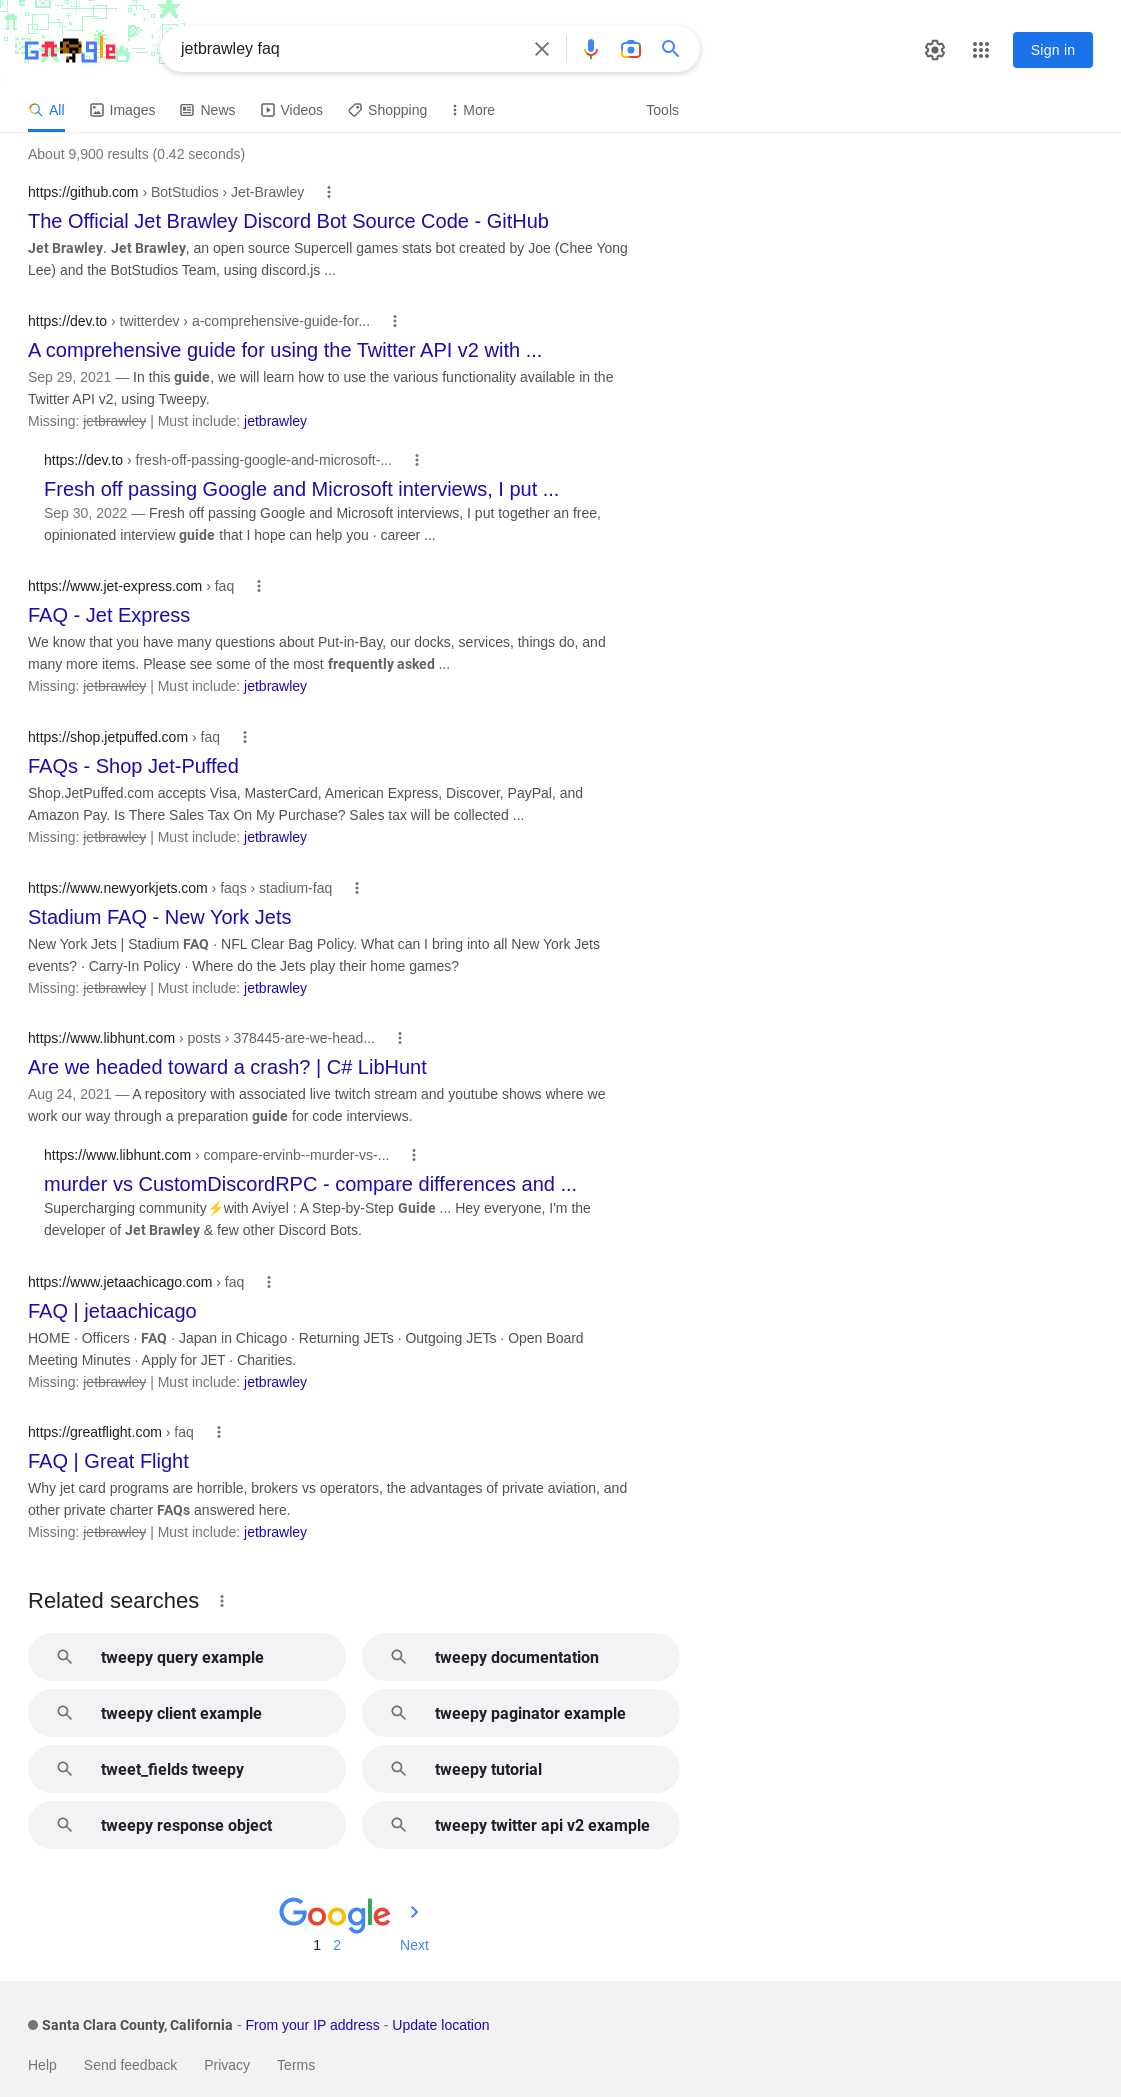 Google
jetbrawley faq
Sign in
All Images News Videos Shopping More Tools
About 9,900 results (0.42 seconds)
https://github.com › BotStudios › Jet-Brawley
The Official Jet Brawley Discord Bot Source Code - GitHub
Jet Brawley. Jet Brawley, an open source Supercell games stats bot created by Joe (Chee Yong
Lee) and the BotStudios Team, using discord.js ...
https://dev.to › twitterdev › a-comprehensive-guide-for...
A comprehensive guide for using the Twitter API v2 with ...
Sep 29, 2021 — In this guide, we will learn how to use the various functionality available in the
Twitter API v2, using Tweepy.
Missing: jetbrawley | Must include: jetbrawley
https://dev.to › fresh-off-passing-google-and-microsoft-...
Fresh off passing Google and Microsoft interviews, I put ...
Sep 30, 2022 — Fresh off passing Google and Microsoft interviews, I put together an free,
opinionated interview guide that I hope can help you · career ...
https://www.jet-express.com › faq
FAQ - Jet Express
We know that you have many questions about Put-in-Bay, our docks, services, things do, and
many more items. Please see some of the most frequently asked ...
Missing: jetbrawley | Must include: jetbrawley
https://shop.jetpuffed.com › faq
FAQs - Shop Jet-Puffed
Shop.JetPuffed.com accepts Visa, MasterCard, American Express, Discover, PayPal, and
Amazon Pay. Is There Sales Tax On My Purchase? Sales tax will be collected ...
Missing: jetbrawley | Must include: jetbrawley
https://www.newyorkjets.com › faqs › stadium-faq
Stadium FAQ - New York Jets
New York Jets | Stadium FAQ · NFL Clear Bag Policy. What can I bring into all New York Jets
events? · Carry-In Policy · Where do the Jets play their home games?
Missing: jetbrawley | Must include: jetbrawley
https://www.libhunt.com › posts › 378445-are-we-head...
Are we headed toward a crash? | C# LibHunt
Aug 24, 2021 — A repository with associated live twitch stream and youtube shows where we
work our way through a preparation guide for code interviews.
https://www.libhunt.com › compare-ervinb--murder-vs-...
murder vs CustomDiscordRPC - compare differences and ...
Supercharging community⚡with Aviyel : A Step-by-Step Guide ... Hey everyone, I'm the
developer of Jet Brawley & few other Discord Bots.
https://www.jetaachicago.com › faq
FAQ | jetaachicago
HOME · Officers · FAQ · Japan in Chicago · Returning JETs · Outgoing JETs · Open Board
Meeting Minutes · Apply for JET · Charities.
Missing: jetbrawley | Must include: jetbrawley
https://greatflight.com › faq
FAQ | Great Flight
Why jet card programs are horrible, brokers vs operators, the advantages of private aviation, and
other private charter FAQs answered here.
Missing: jetbrawley | Must include: jetbrawley
Related searches
tweepy query example
tweepy documentation
tweepy client example
tweepy paginator example
tweet_fields tweepy
tweepy tutorial
tweepy response object
tweepy twitter api v2 example
Google
1 2 Next
Santa Clara County, California - From your IP address - Update location
Help Send feedback Privacy Terms